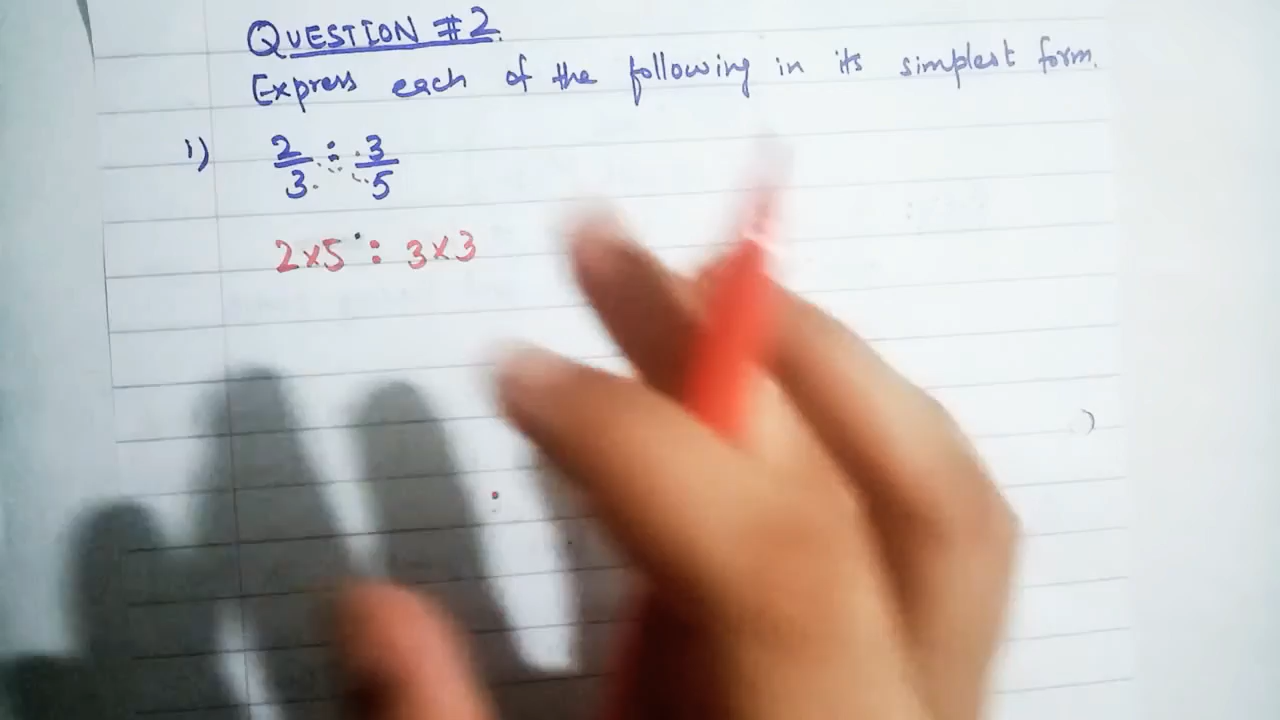 QUESTION #2.
Express each of the following in its simplest form.
1) 2/3 : 3/5
2×5 : 3×3